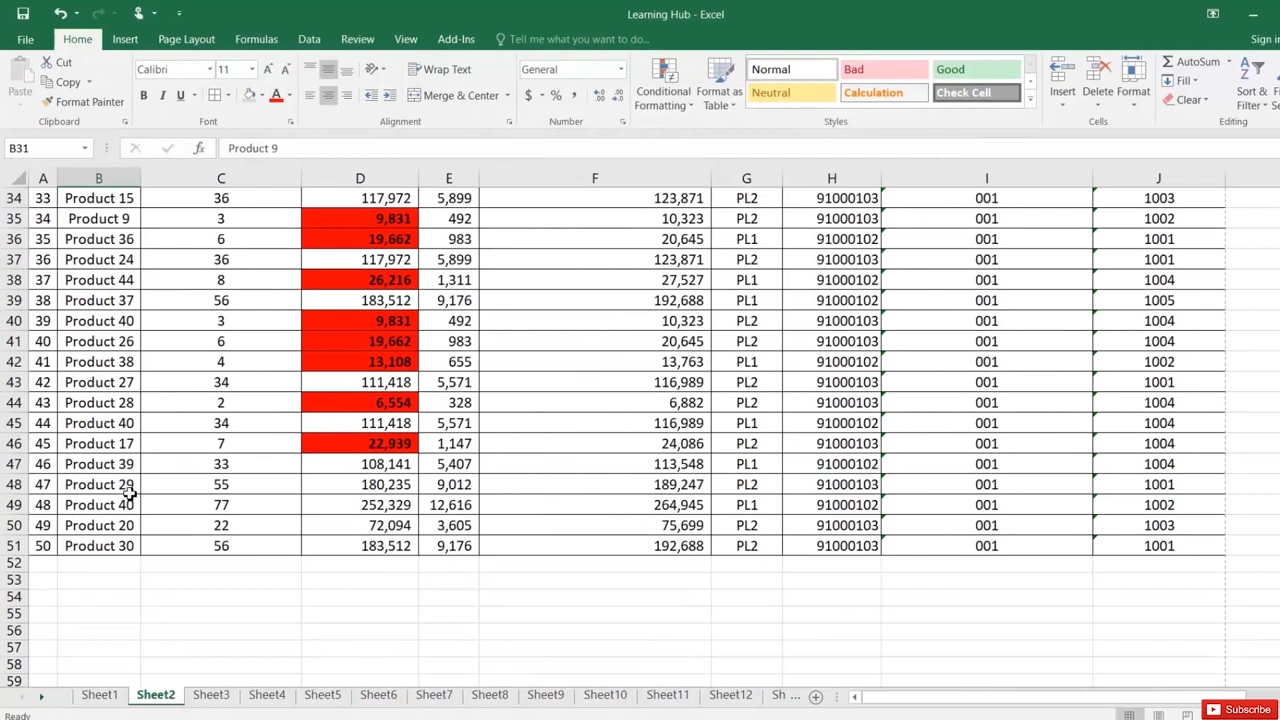 Learning Hub - Excel
File Home Insert Page Layout Formulas Data Review View Add-Ins Tell me what you want to do... Sign in
Paste Cut Copy Format Painter Clipboard
Calibri 11 B I U A Font
Wrap Text Merge & Center Alignment
General $ % , Number
Conditional Formatting Format as Table
Normal Bad Good
Neutral Calculation Check Cell
Styles
Insert Delete Format Cells
AutoSum Fill Clear Sort & Filter Editing
B31 fx Product 9
A B C D E F G H I J
34 33 Product 15 36 117,972 5,899 123,871 PL2 91000103 001 1003
35 34 Product 9 3 9,831 492 10,323 PL2 91000103 001 1002
36 35 Product 36 6 19,662 983 20,645 PL1 91000102 001 1001
37 36 Product 24 36 117,972 5,899 123,871 PL2 91000103 001 1001
38 37 Product 44 8 26,216 1,311 27,527 PL1 91000102 001 1004
39 38 Product 37 56 183,512 9,176 192,688 PL1 91000102 001 1005
40 39 Product 40 3 9,831 492 10,323 PL2 91000103 001 1004
41 40 Product 26 6 19,662 983 20,645 PL2 91000103 001 1004
42 41 Product 38 4 13,108 655 13,763 PL1 91000102 001 1002
43 42 Product 27 34 111,418 5,571 116,989 PL2 91000103 001 1001
44 43 Product 28 2 6,554 328 6,882 PL2 91000103 001 1001
45 44 Product 40 34 111,418 5,571 116,989 PL2 91000103 001 1004
46 45 Product 17 7 22,939 1,147 24,086 PL2 91000103 001 1004
47 46 Product 39 33 108,141 5,407 113,548 PL1 91000102 001 1004
48 47 Product 29 55 180,235 9,012 189,247 PL2 91000103 001 1001
49 48 Product 40 77 252,329 12,616 264,945 PL1 91000102 001 1002
50 49 Product 20 22 72,094 3,605 75,699 PL2 91000103 001 1003
51 50 Product 30 56 183,512 9,176 192,688 PL2 91000103 001 1001
52
53
54
55
56
57
58
59
Sheet1 Sheet2 Sheet3 Sheet4 Sheet5 Sheet6 Sheet7 Sheet8 Sheet9 Sheet10 Sheet11 Sheet12 Sh ...
Ready
Subscribe